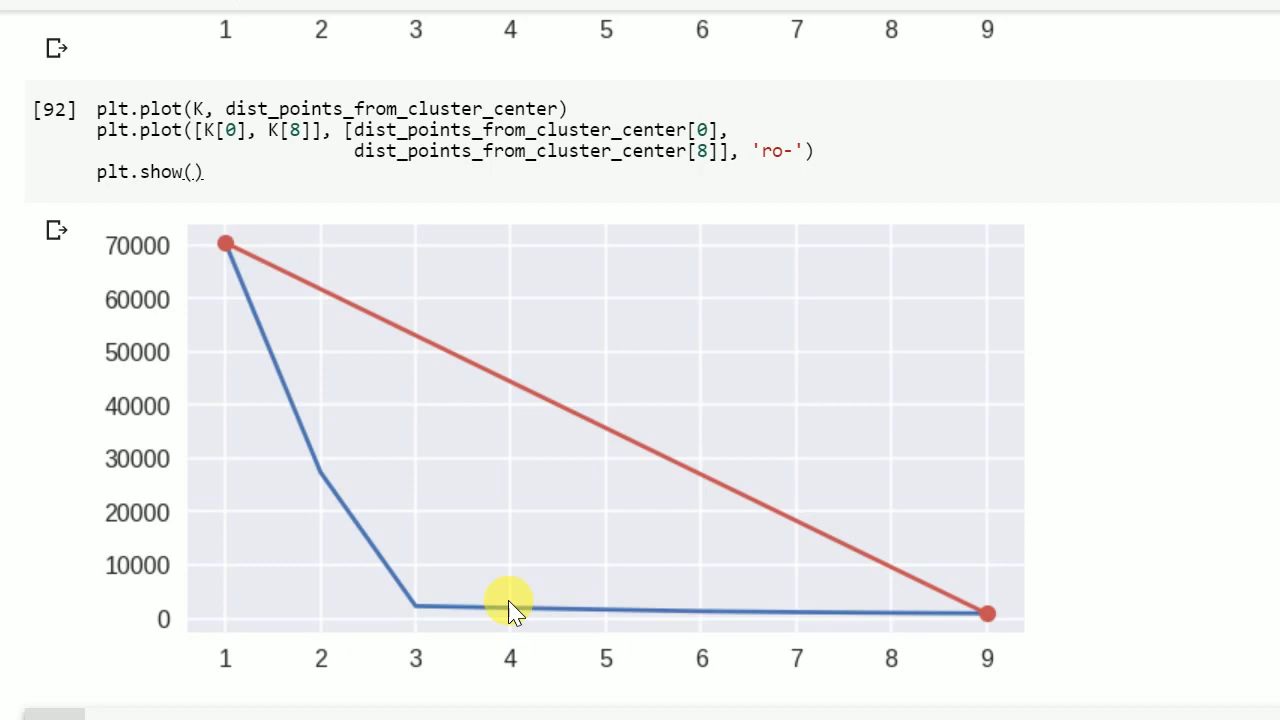 1 2 3 4 5 6 7 8 9
[92] plt.plot(K, dist_points_from_cluster_center)
plt.plot([K[0], K[8]], [dist_points_from_cluster_center[0],
dist_points_from_cluster_center[8]], 'ro-')
plt.show()
70000
60000
50000
40000
30000
20000
10000
0
1 2 3 4 5 6 7 8 9